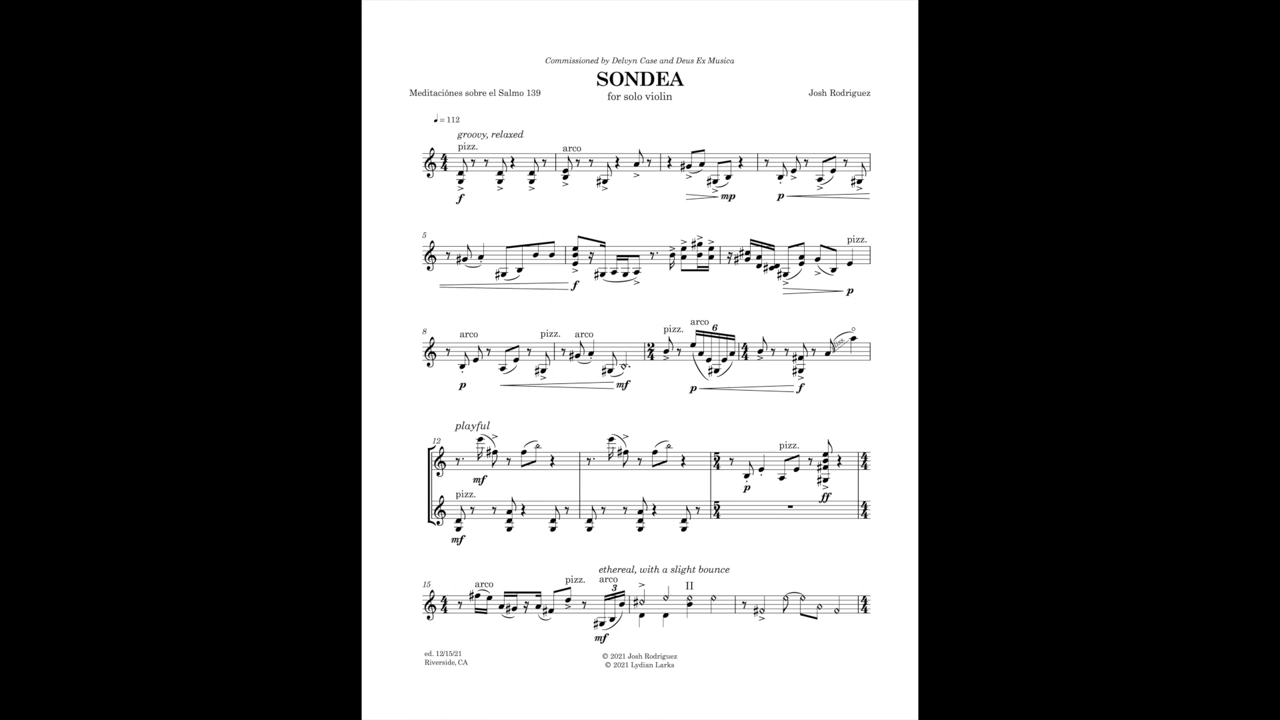 Commissioned by Delvyn Case and Deus Ex Musica
SONDEA
Meditaciónes sobre el Salmo 139
for solo violin
Josh Rodriguez
= 112
groovy, relaxed
pizz.
arco
f
mp
p
5
pizz.
f
p
8
arco
pizz.
arco
pizz.
arco
6
p
mf
p
f
playful
12
mf
pizz.
p
ff
pizz.
mf
ethereal, with a slight bounce
15
arco
pizz.
arco
3
II
mf
ed. 12/15/21
Riverside, CA
© 2021 Josh Rodriguez
© 2021 Lydian Larks